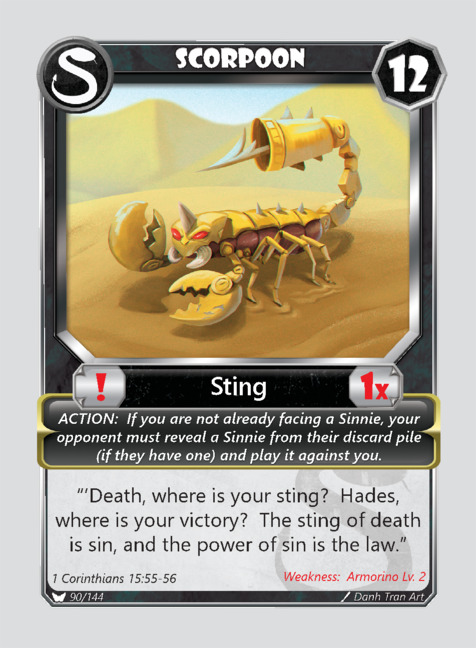 S
SCORPOON
12
!
Sting
1x
ACTION: If you are not already facing a Sinnie, your
opponent must reveal a Sinnie from their discard pile
(if they have one) and play it against you.
“‘Death, where is your sting? Hades,
where is your victory? The sting of death
is sin, and the power of sin is the law.”
1 Corinthians 15:55-56
Weakness: Armorino Lv. 2
90/144
Danh Tran Art